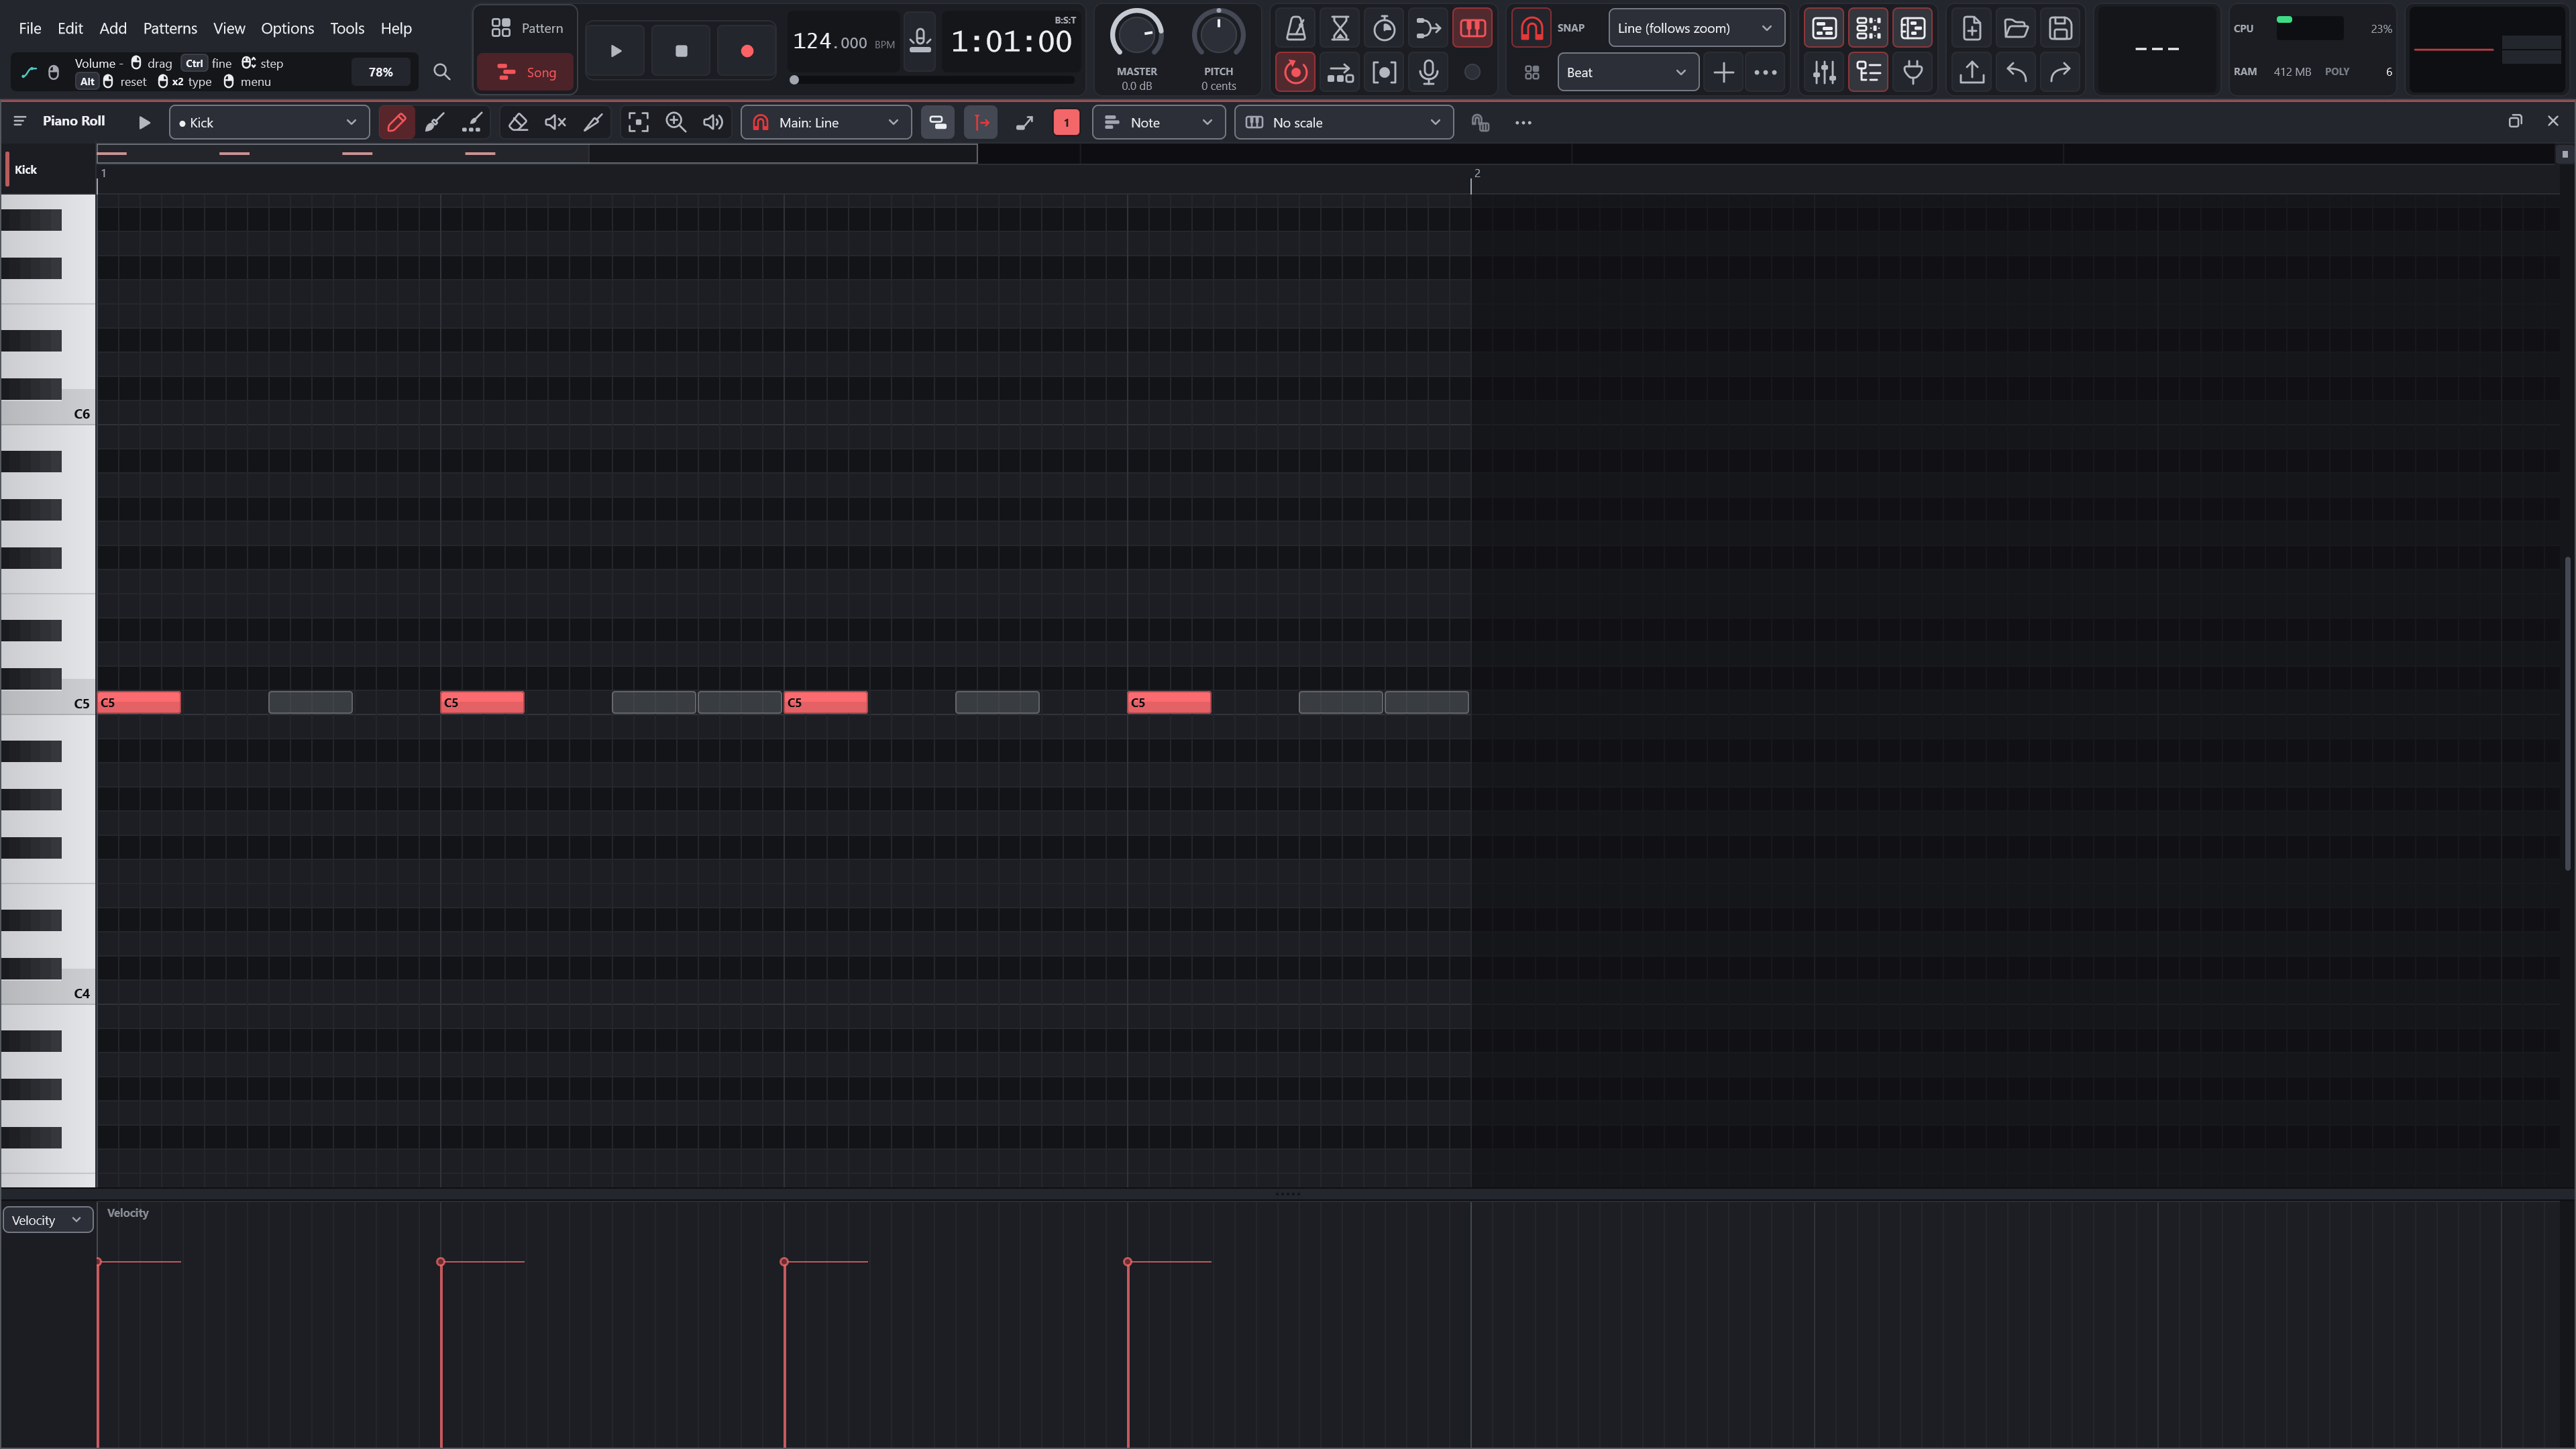 File Edit Add Patterns View Options Tools Help
Volume - drag Ctrl fine step
Alt reset x2 type menu
78%
Pattern
Song
124.000 BPM
B:S:T
1:01:00
MASTER
0.0 dB
PITCH
0 cents
SNAP
Line (follows zoom)
Beat
CPU 23%
RAM 412 MB POLY 6
Piano Roll
Kick
Main: Line
1
Note
No scale
Kick
1
2
C6
C5
C5
C5
C5
C5
C4
Velocity
Velocity